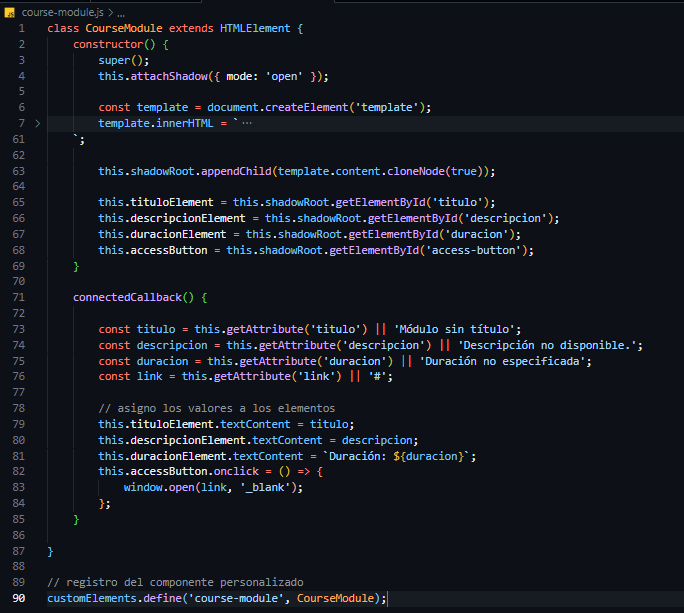 course-module.js > ...
1 class CourseModule extends HTMLElement {
2 constructor() {
3 super();
4 this.attachShadow({ mode: 'open' });
5
6 const template = document.createElement('template');
7 template.innerHTML = `⋯
61 `;
62
63 this.shadowRoot.appendChild(template.content.cloneNode(true));
64
65 this.tituloElement = this.shadowRoot.getElementById('titulo');
66 this.descripcionElement = this.shadowRoot.getElementById('descripcion');
67 this.duracionElement = this.shadowRoot.getElementById('duracion');
68 this.accessButton = this.shadowRoot.getElementById('access-button');
69 }
70
71 connectedCallback() {
72
73 const titulo = this.getAttribute('titulo') || 'Módulo sin título';
74 const descripcion = this.getAttribute('descripcion') || 'Descripción no disponible.';
75 const duracion = this.getAttribute('duracion') || 'Duración no especificada';
76 const link = this.getAttribute('link') || '#';
77
78 // asigno los valores a los elementos
79 this.tituloElement.textContent = titulo;
80 this.descripcionElement.textContent = descripcion;
81 this.duracionElement.textContent = `Duración: ${duracion}`;
82 this.accessButton.onclick = () => {
83 window.open(link, '_blank');
84 };
85 }
86
87 }
88
89 // registro del componente personalizado
90 customElements.define('course-module', CourseModule);